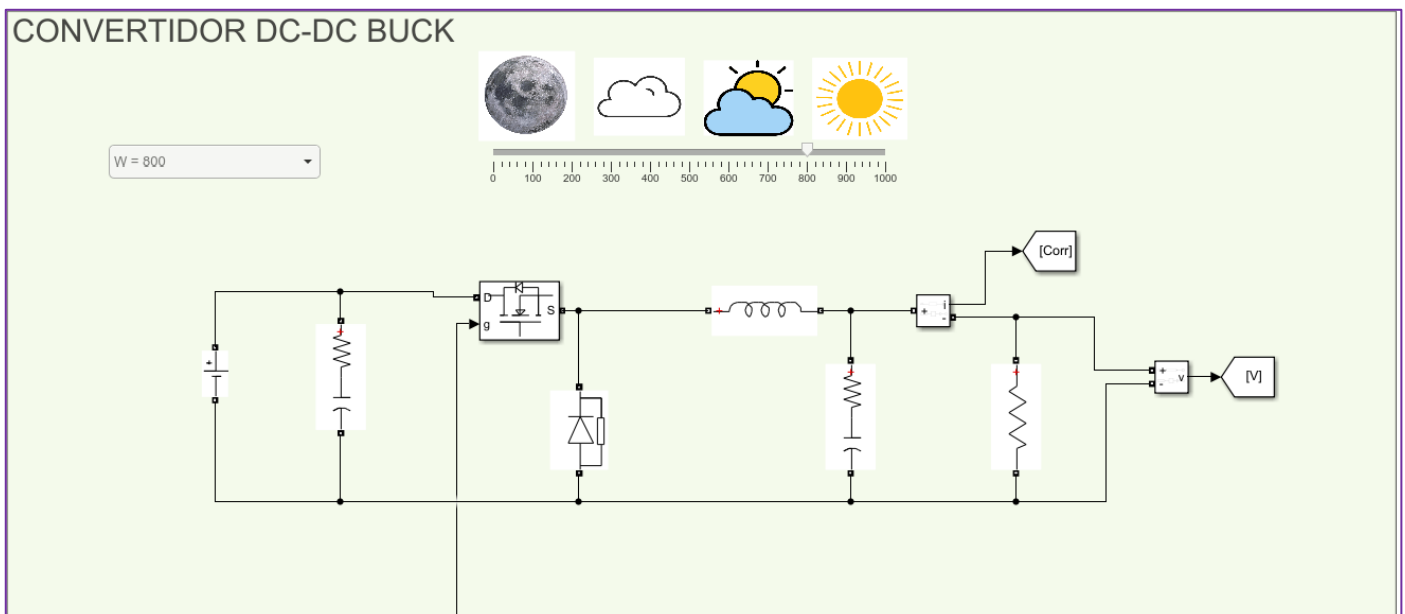 CONVERTIDOR DC-DC BUCK
W = 800
0 100 200 300 400 500 600 700 800 900 1000
[Corr]
D
S
g
+
i
+
-
+
-
v
[V]
+
+
+
+